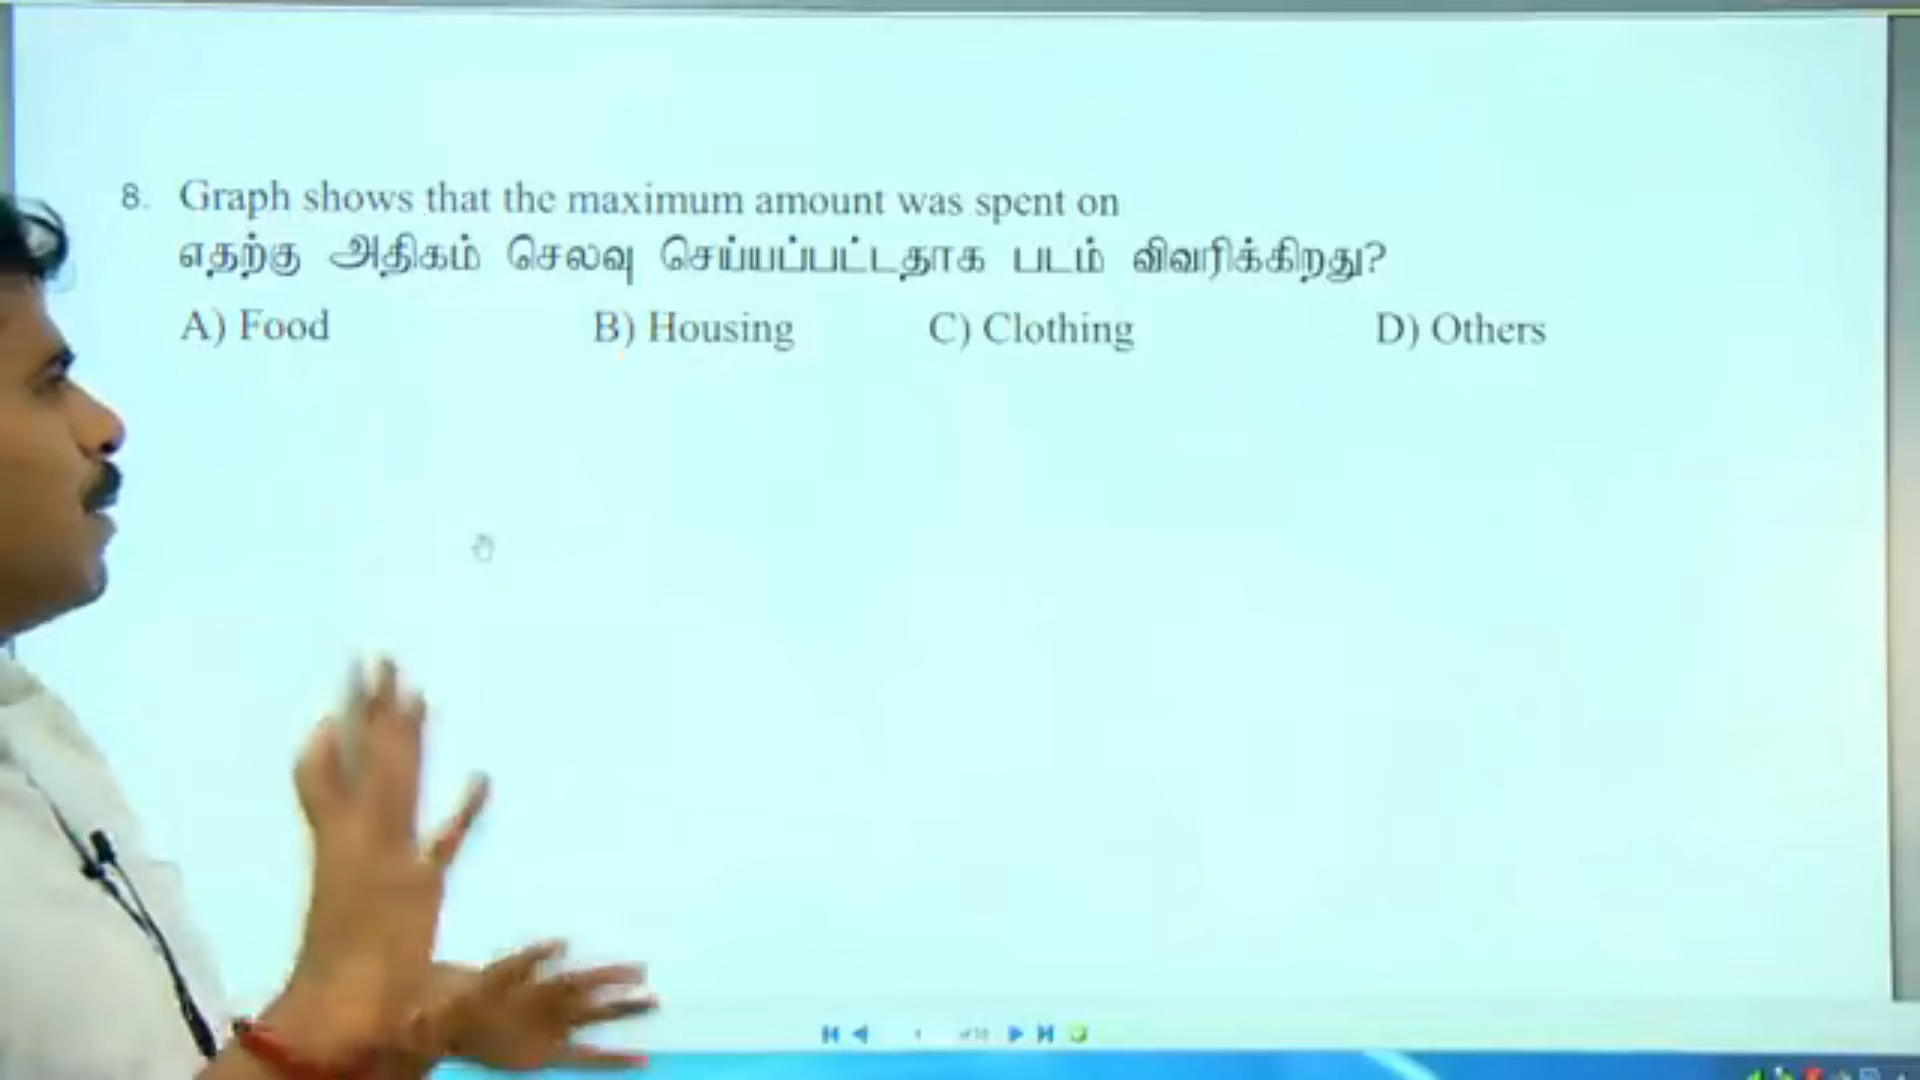 8. Graph shows that the maximum amount was spent on
எதற்கு அதிகம் செலவு செய்யப்பட்டதாக படம் விவரிக்கிறது?
A) Food B) Housing C) Clothing D) Others